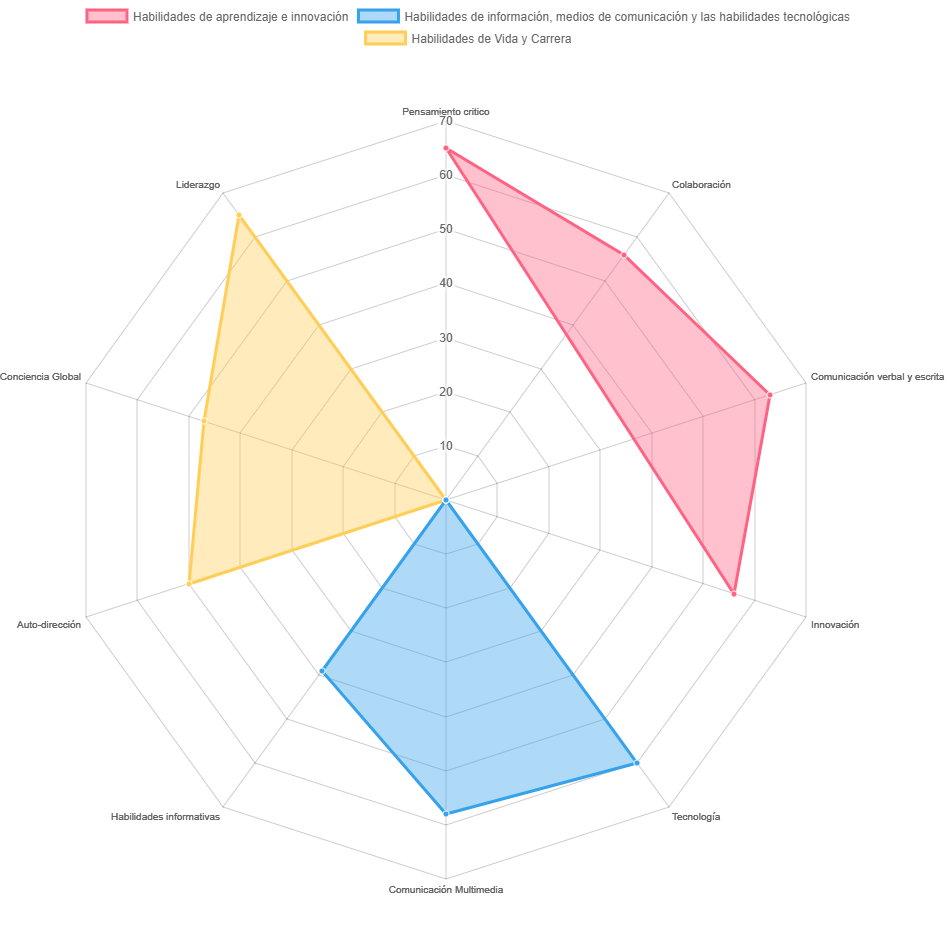 Habilidades de aprendizaje e innovación
Habilidades de información, medios de comunicación y las habilidades tecnológicas
Habilidades de Vida y Carrera
Pensamiento critico
70
Liderazgo
Colaboración
60
50
40
30
Conciencia Global
Comunicación verbal y escrita
20
10
Auto-dirección
Innovación
Habilidades informativas
Tecnología
Comunicación Multimedia